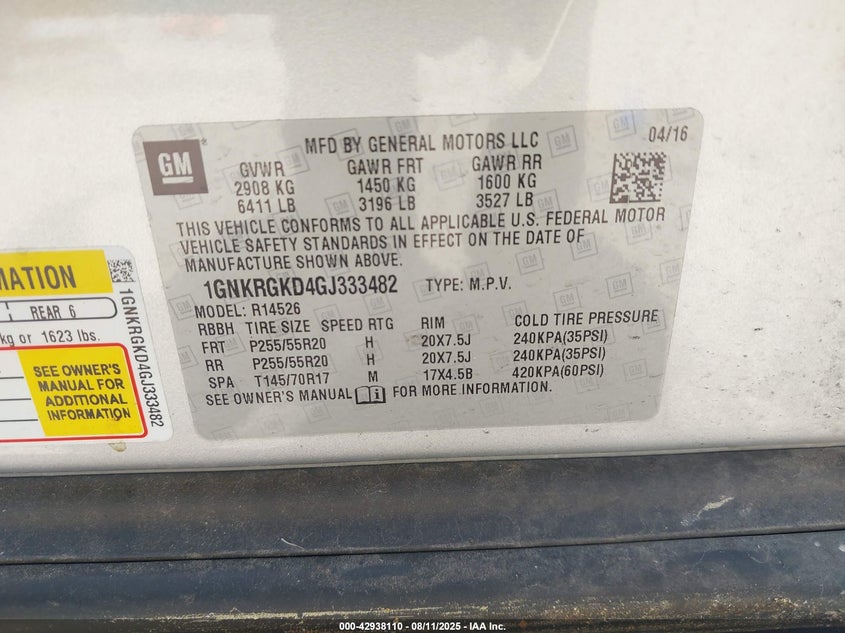 MFD BY GENERAL MOTORS LLC
04/16
GM
GVWR GAWR FRT GAWR RR
2908 KG 1450 KG 1600 KG
6411 LB 3196 LB 3527 LB
THIS VEHICLE CONFORMS TO ALL APPLICABLE U.S. FEDERAL MOTOR
VEHICLE SAFETY STANDARDS IN EFFECT ON THE DATE OF
MANUFACTURE SHOWN ABOVE.
1GNKRGKD4GJ333482 TYPE: M.P.V.
MODEL: R14526
RBBH TIRE SIZE SPEED RTG RIM COLD TIRE PRESSURE
FRT P255/55R20 H 20X7.5J 240KPA(35PSI)
RR P255/55R20 H 20X7.5J 240KPA(35PSI)
SPA T145/70R17 M 17X4.5B 420KPA(60PSI)
SEE OWNER'S MANUAL FOR MORE INFORMATION.
MATION
REAR 6
kg or 1623 lbs.
SEE OWNER'S
MANUAL FOR
ADDITIONAL
INFORMATION
1GNKRGKD4GJ333482
000-42938110 - 08/11/2025 - IAA Inc.